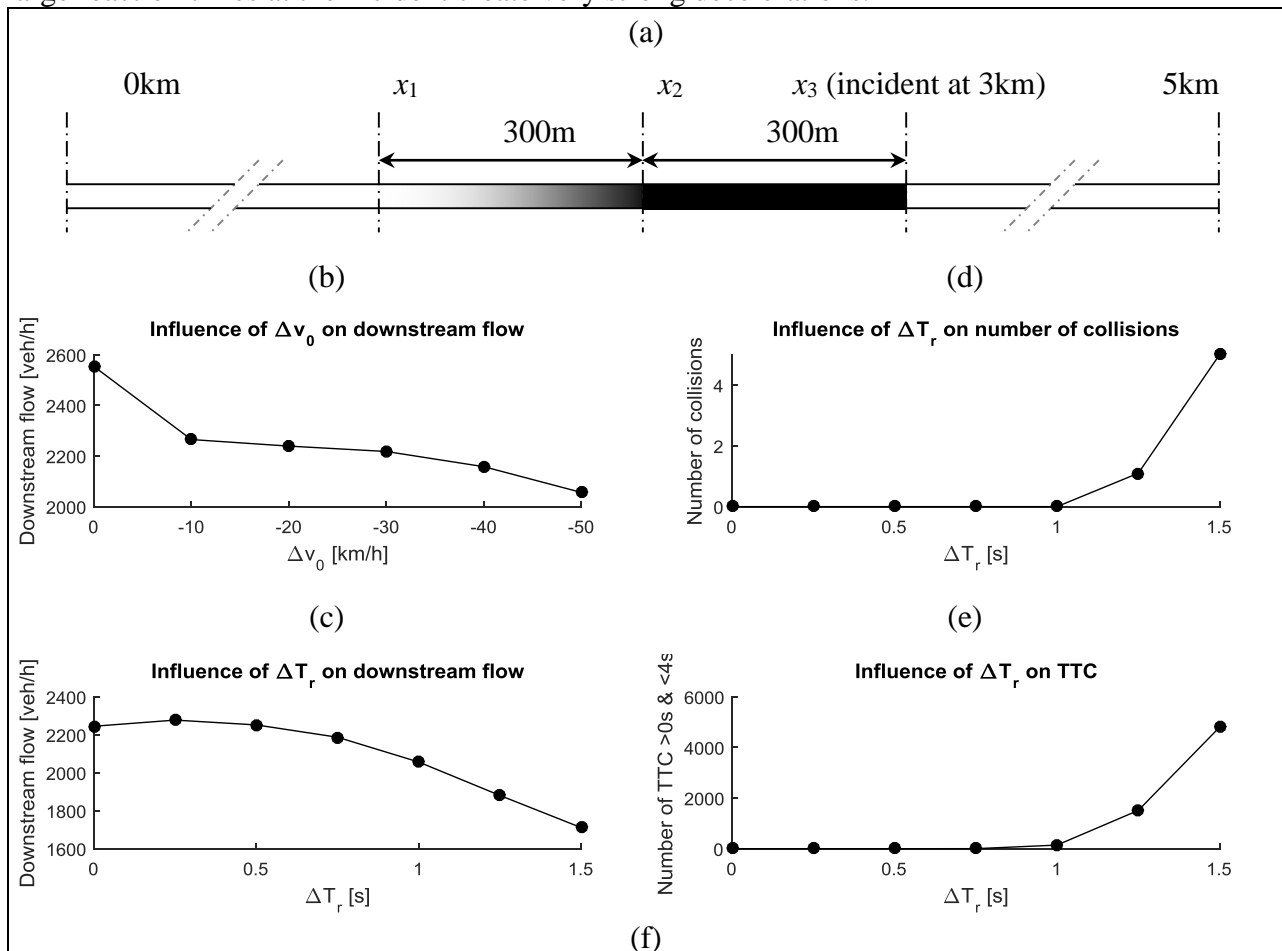 (a)
0km x1 x2 x3 (incident at 3km) 5km
300m 300m
(b)
Influence of Δv0 on downstream flow
Downstream flow [veh/h]
2600
2400
2200
2000
0 -10 -20 -30 -40 -50
Δv0 [km/h]
(d)
Influence of ΔTr on number of collisions
Number of collisions
4
2
0
0 0.5 1 1.5
ΔTr [s]
(c)
Influence of ΔTr on downstream flow
Downstream flow [veh/h]
2400
2200
2000
1800
1600
0 0.5 1 1.5
ΔTr [s]
(e)
Influence of ΔTr on TTC
Number of TTC >0s & <4s
6000
4000
2000
0
0 0.5 1 1.5
ΔTr [s]
(f)